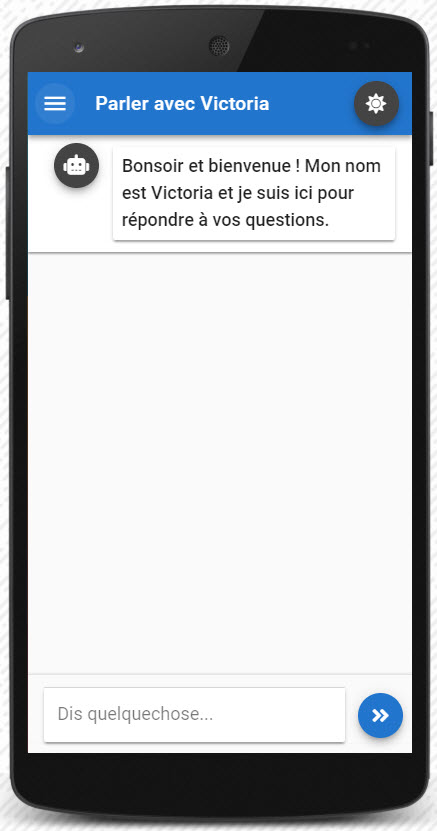 Parler avec Victoria
Bonsoir et bienvenue ! Mon nom
est Victoria et je suis ici pour
répondre à vos questions.
Dis quelquechose...